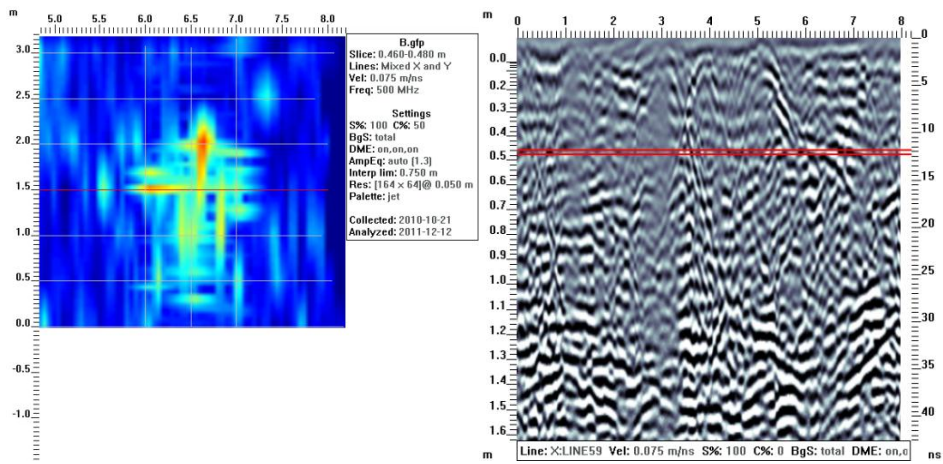 m
5.0 5.5 6.0 6.5 7.0 7.5 8.0
3.0
2.5
2.0
1.5
1.0
0.5
0.0
-0.5
-1.0
B.gfp
Slice: 0.460-0.480 m
Lines: Mixed X and Y
Vel: 0.075 m/ns
Freq: 500 MHz
Settings
S%: 100 C%: 50
BgS: total
DME: on,on,on
AmpEq: auto [1.3]
Interp lim: 0.750 m
Res: [164 x 64]@ 0.050 m
Palette: jet
Collected: 2010-10-21
Analyzed: 2011-12-12
m
0 1 2 3 4 5 6 7 8
0.0
0.1
0.2
0.3
0.4
0.5
0.6
0.7
0.8
0.9
1.0
1.1
1.2
1.3
1.4
1.5
1.6
0
5
10
15
20
25
30
35
40
m
Line: X:LINE59 Vel: 0.075 m/ns S%: 100 C%: 0 BgS: total DME: on,o
ns